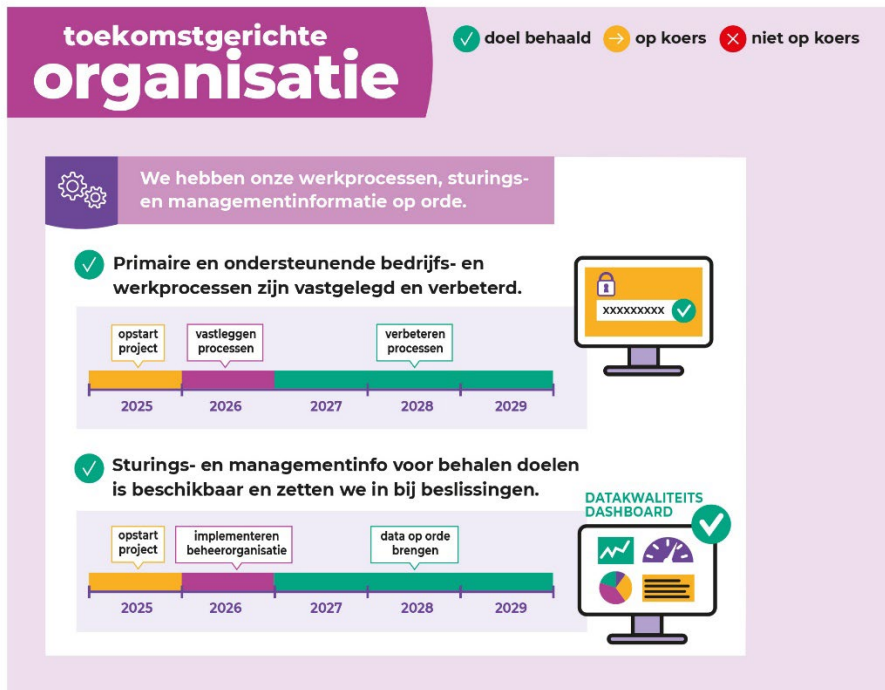 toekomstgerichte
organisatie
doel behaald
op koers
niet op koers
We hebben onze werkprocessen, sturings-
en managementinformatie op orde.
Primaire en ondersteunende bedrijfs- en
werkprocessen zijn vastgelegd en verbeterd.
xxxxxxxxx
opstart
project
vastleggen
processen
verbeteren
processen
2025
2026
2027
2028
2029
Sturings- en managementinfo voor behalen doelen
is beschikbaar en zetten we in bij beslissingen.
DATAKWALITEITS
DASHBOARD
opstart
project
implementeren
beheerorganisatie
data op orde
brengen
2025
2026
2027
2028
2029